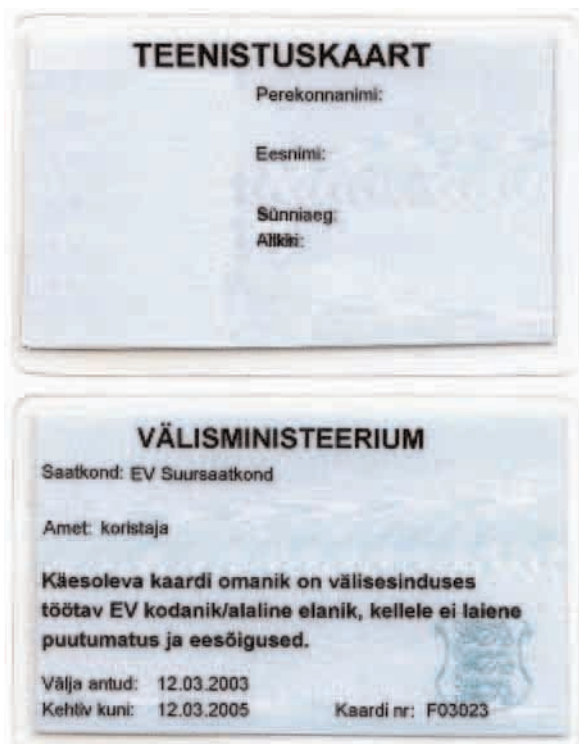 TEENISTUSKAART
Perekonnanimi:
Eesnimi:
Sünniaeg:
Allkiri:
VÄLISMINISTEERIUM
Saatkond: EV Suursaatkond
Amet: koristaja
Käesoleva kaardi omanik on välisesinduses
töötav EV kodanik/alaline elanik, kellele ei laiene
puutumatus ja eesõigused.
Välja antud: 12.03.2003
Kehtiv kuni: 12.03.2005 Kaardi nr: F03023